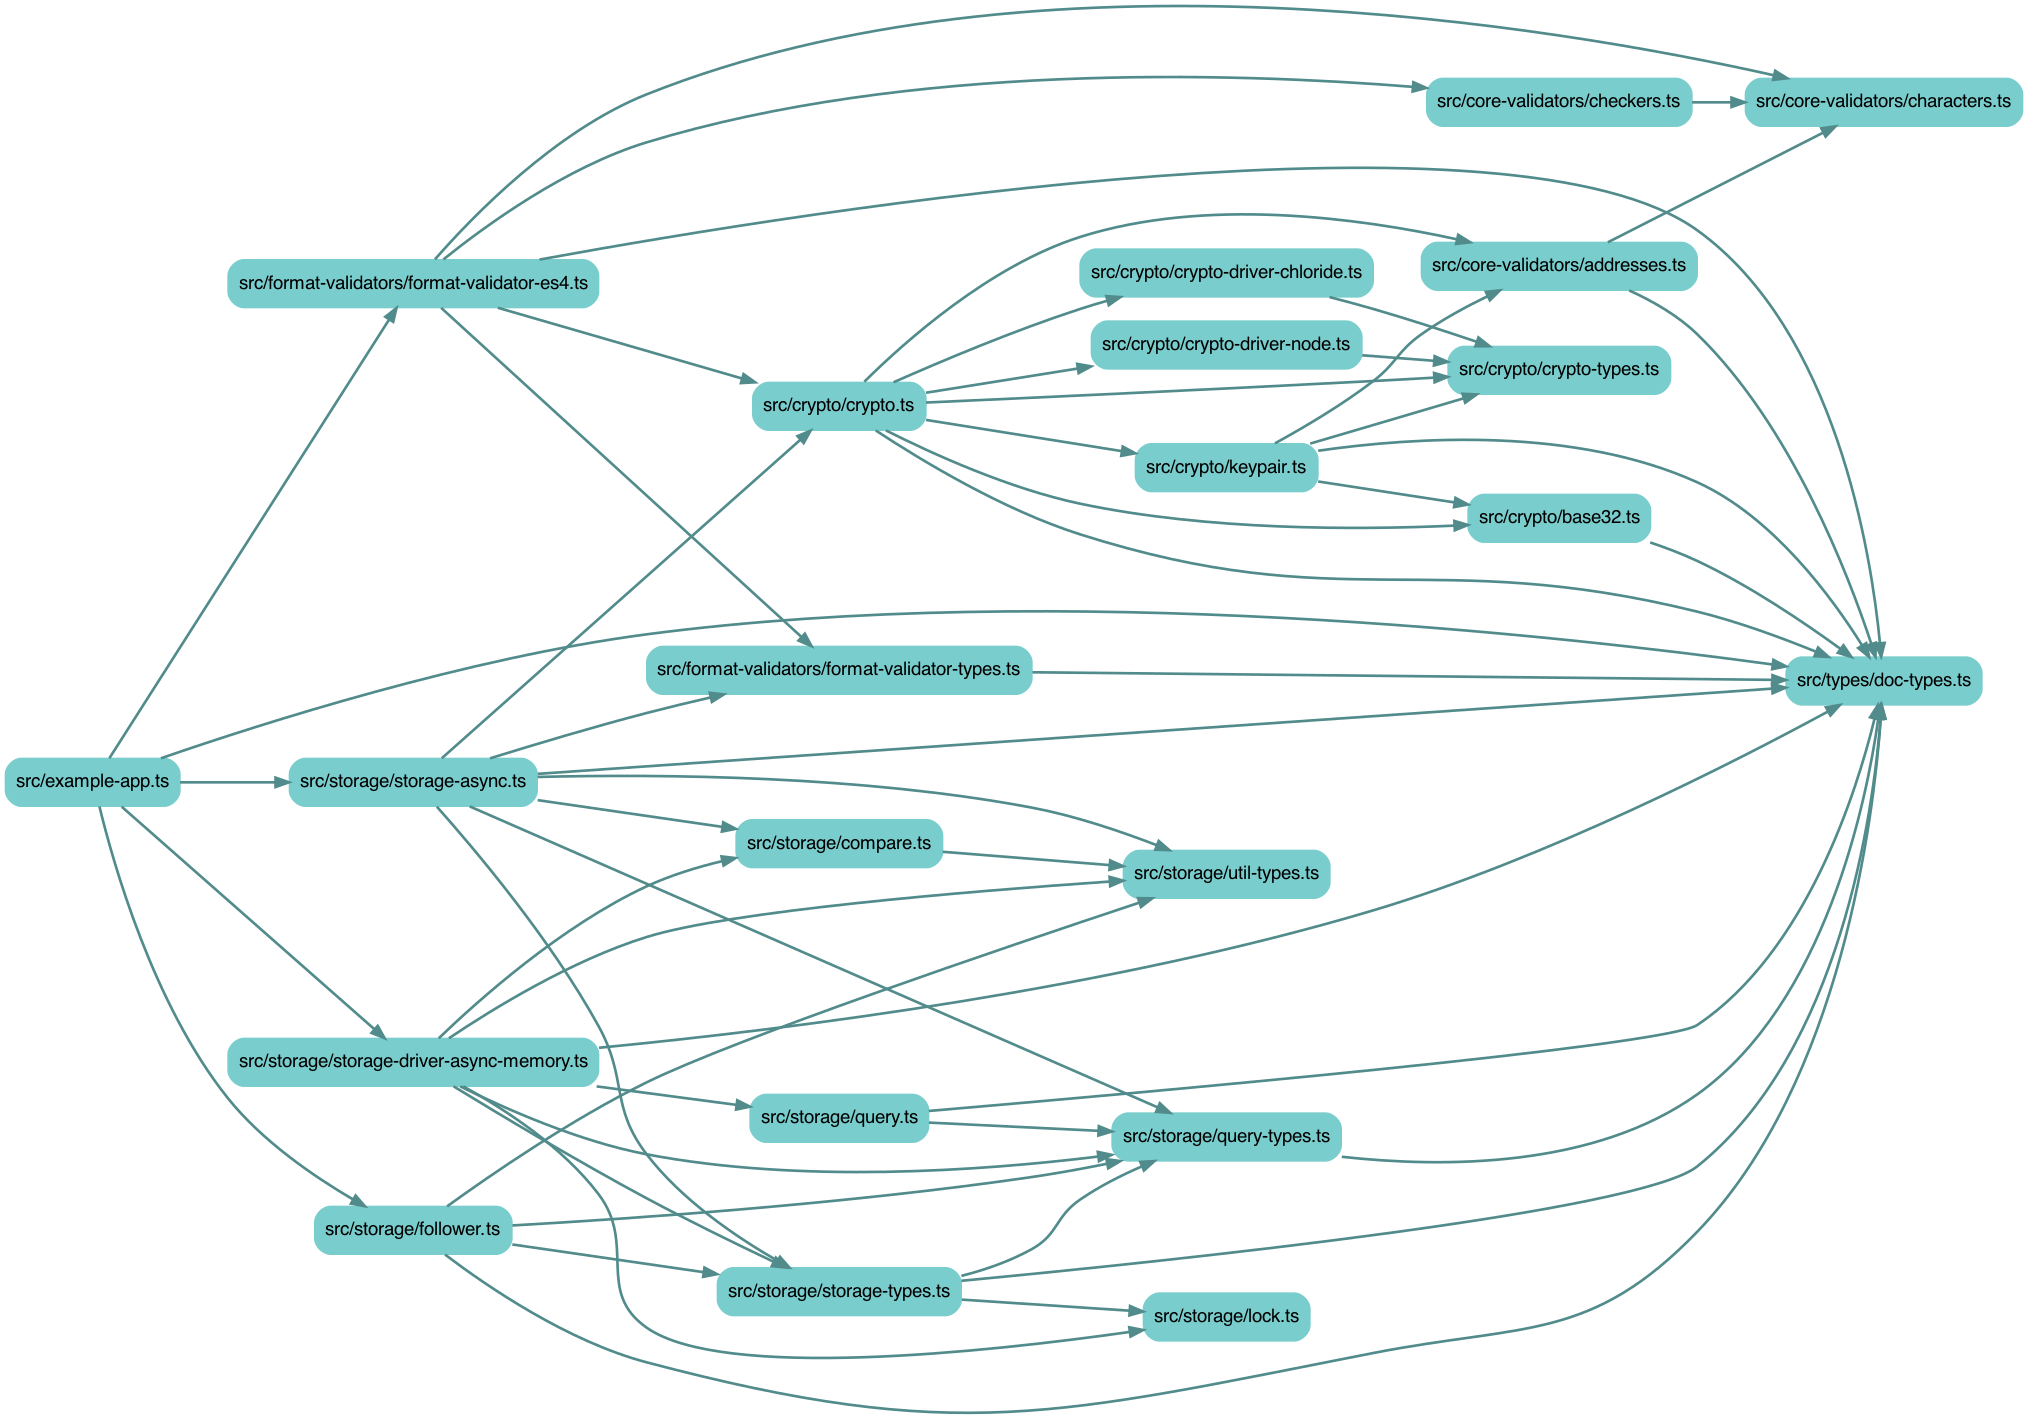 src/core-validators/checkers.ts
src/core-validators/characters.ts
src/format-validators/format-validator-es4.ts
src/crypto/crypto-driver-chloride.ts
src/core-validators/addresses.ts
src/crypto/crypto-driver-node.ts
src/crypto/crypto-types.ts
src/crypto/crypto.ts
src/crypto/keypair.ts
src/crypto/base32.ts
src/format-validators/format-validator-types.ts
src/types/doc-types.ts
src/example-app.ts
src/storage/storage-async.ts
src/storage/compare.ts
src/storage/util-types.ts
src/storage/storage-driver-async-memory.ts
src/storage/query.ts
src/storage/query-types.ts
src/storage/follower.ts
src/storage/storage-types.ts
src/storage/lock.ts